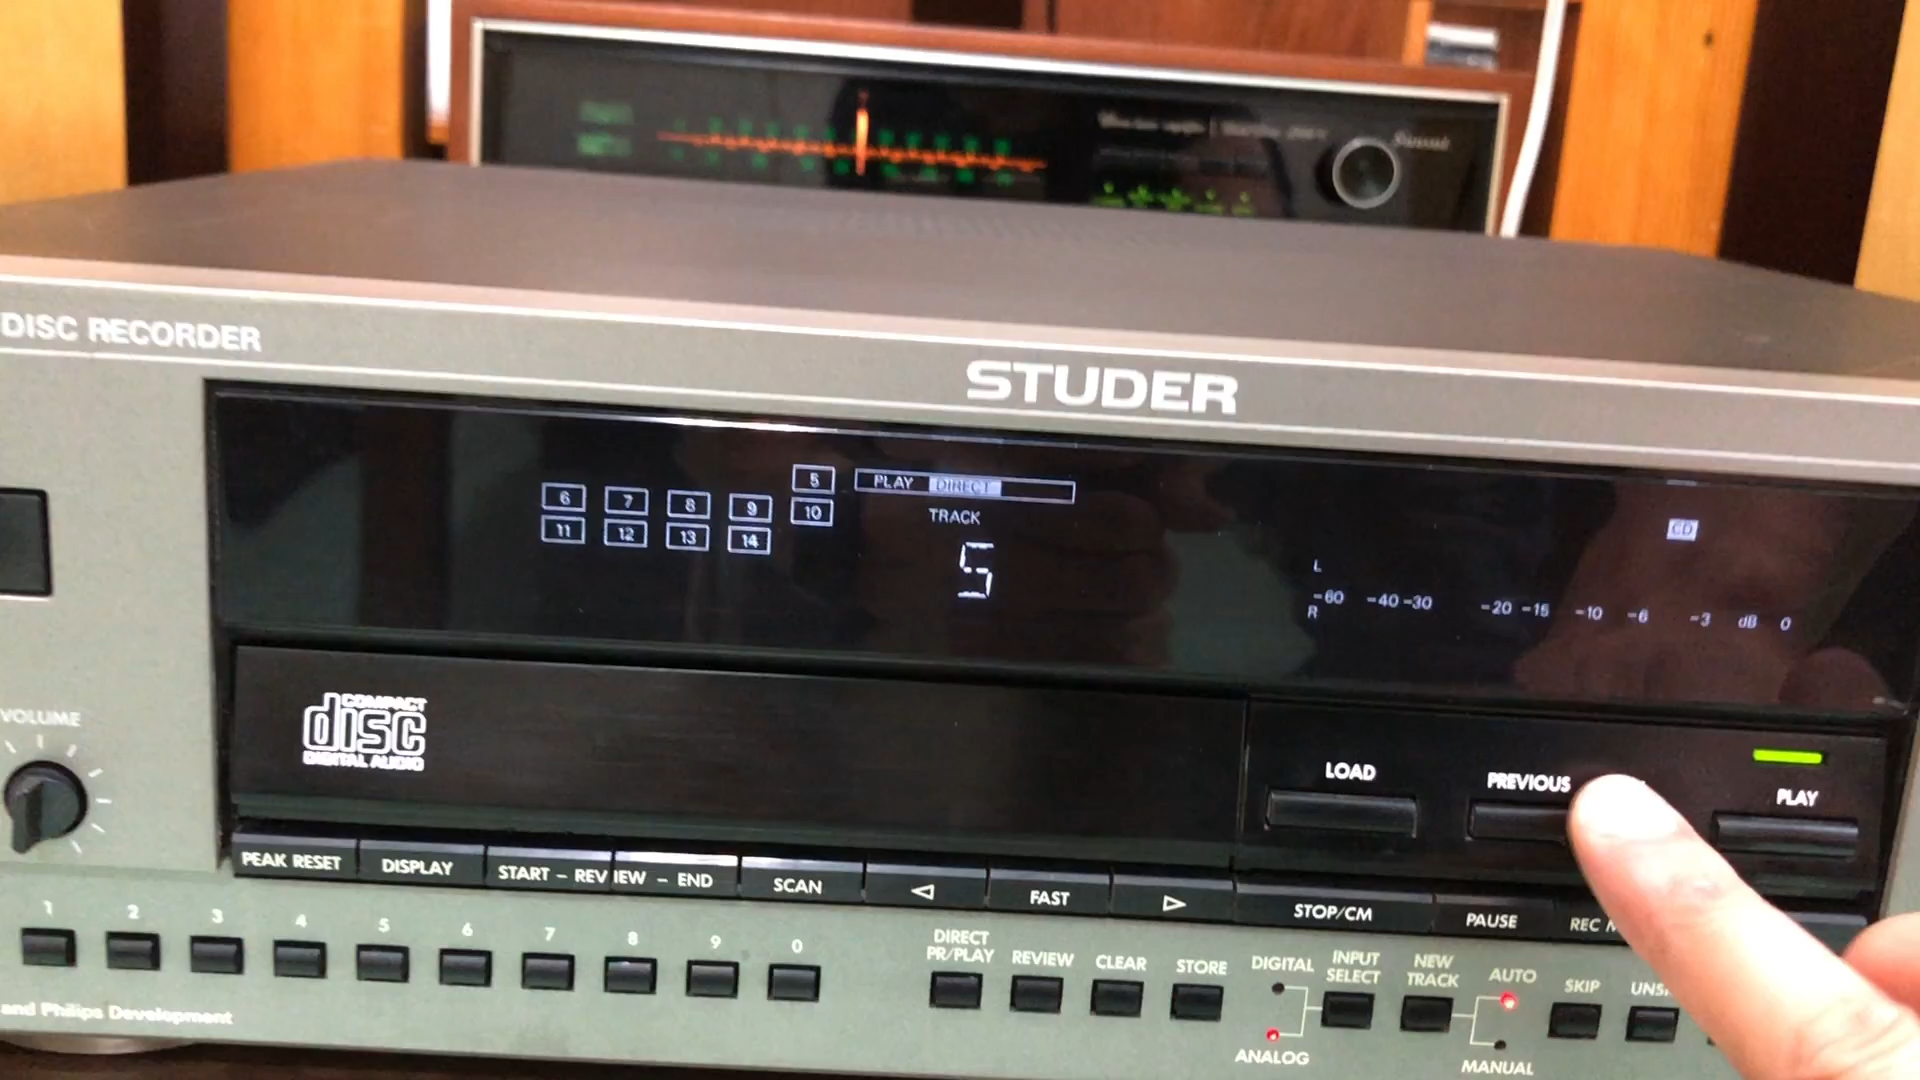 DISC RECORDER
STUDER
5 PLAY DIRECT
6 7 8 9 10 TRACK
11 12 13 14
5
CD
L
-60 -40 -30 -20 -15 -10 -6 -3 dB 0
R
COMPACT
disc
DIGITAL AUDIO
VOLUME
LOAD PREVIOUS PLAY
PEAK RESET DISPLAY START - REVIEW - END SCAN FAST STOP/CM PAUSE REC
1 2 3 4 5 6 7 8 9 0
DIRECT
PR/PLAY REVIEW CLEAR STORE DIGITAL INPUT
SELECT NEW
TRACK AUTO SKIP
ANALOG MANUAL
and Philips Development